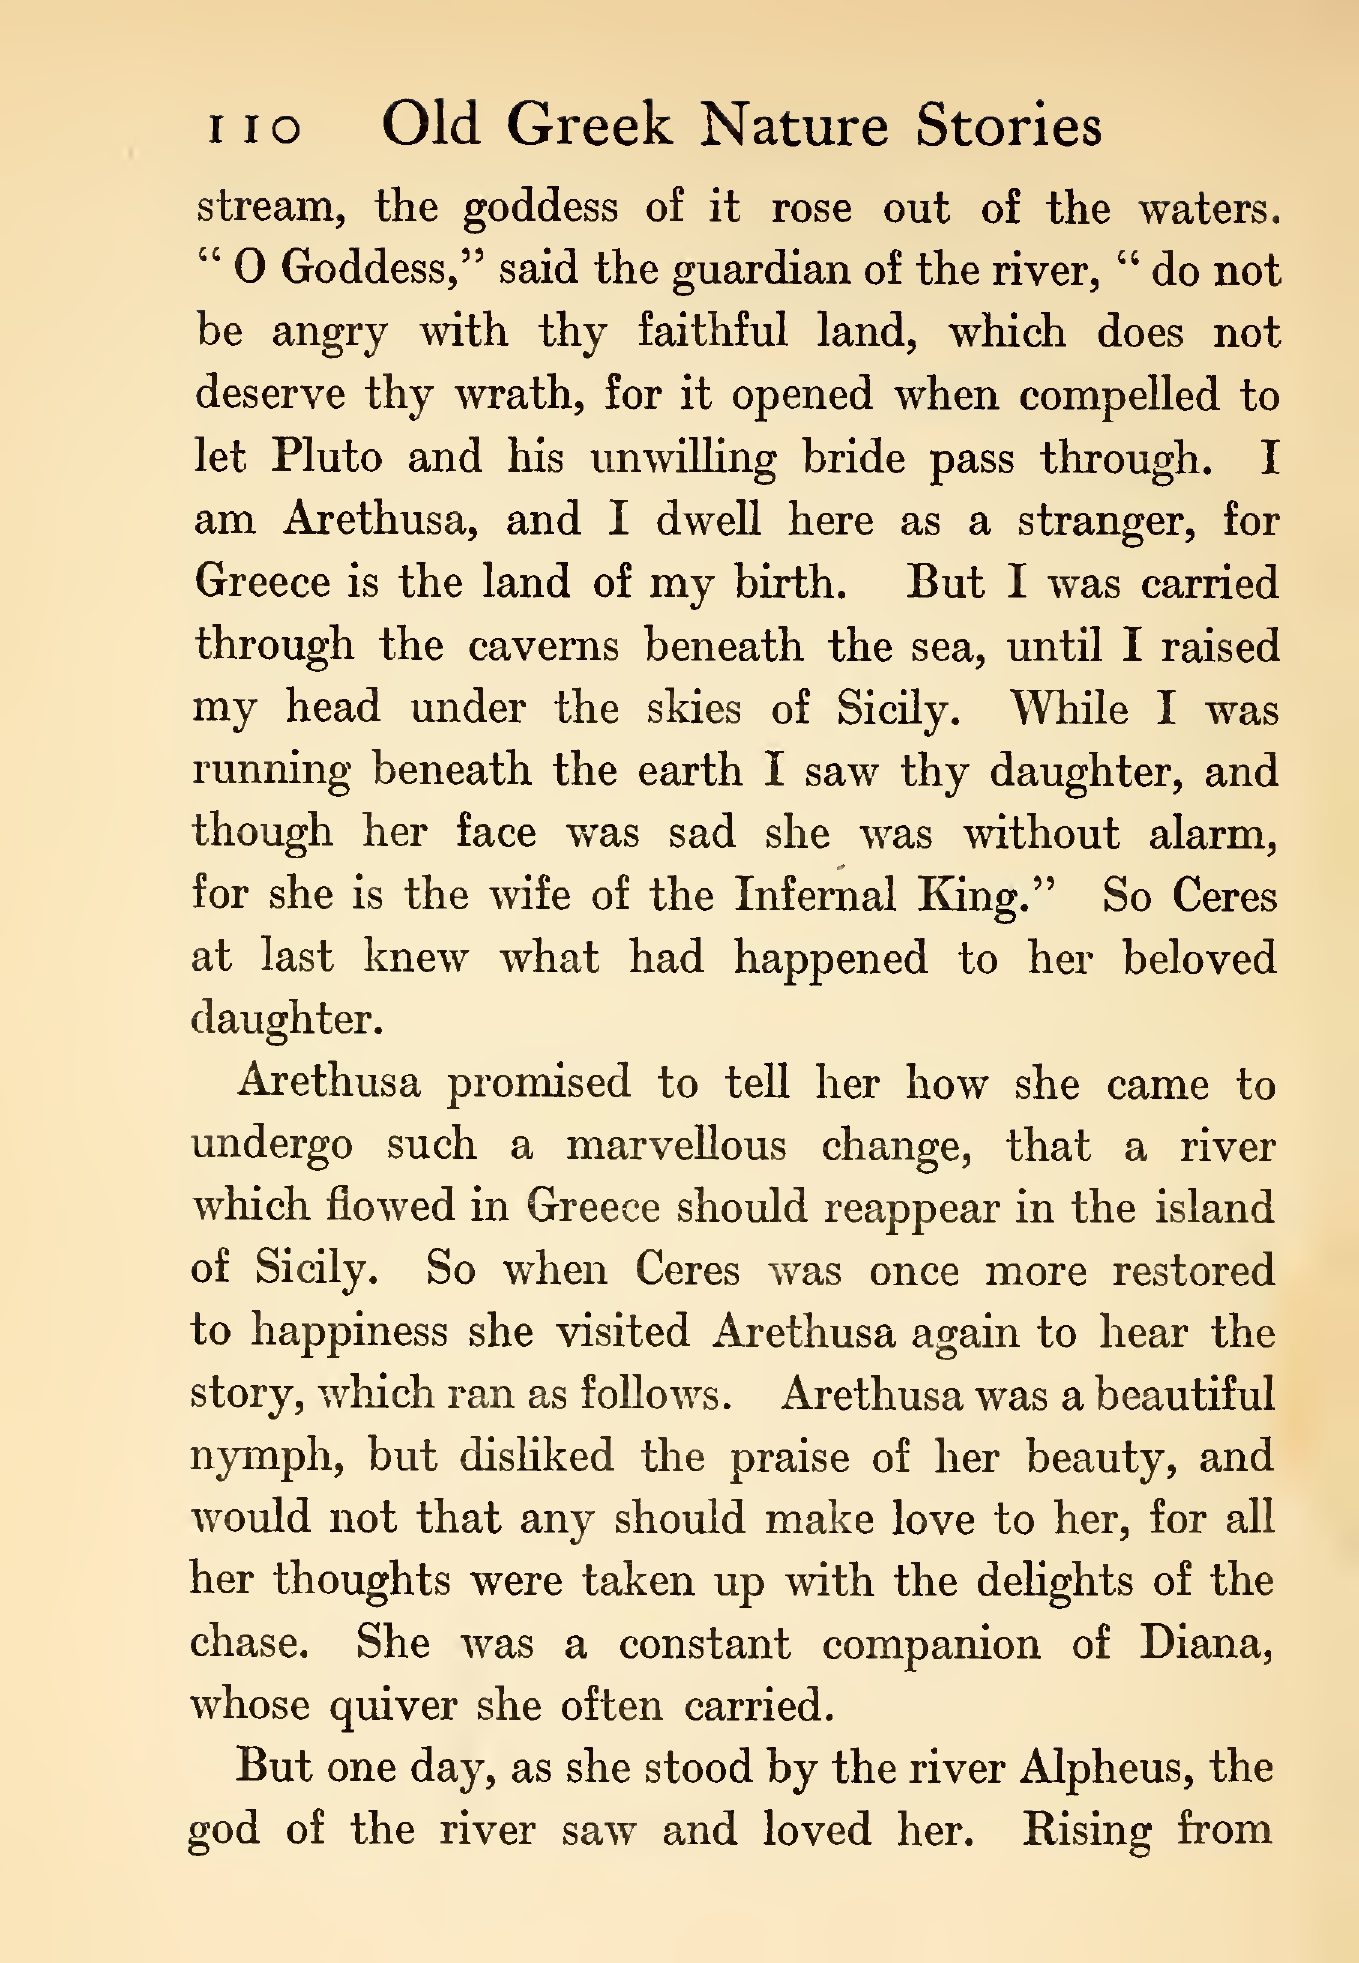 110 Old Greek Nature Stories
stream, the goddess of it rose out of the waters.
“ O Goddess,” said the guardian of the river, “ do not
be angry with thy faithful land, which does not
deserve thy wrath, for it opened when compelled to
let Pluto and his unwilling bride pass through. I
am Arethusa, and I dwell here as a stranger, for
Greece is the land of my birth. But I was carried
through the caverns beneath the sea, until I raised
my head under the skies of Sicily. While I was
running beneath the earth I saw thy daughter, and
though her face was sad she was without alarm,
for she is the wife of the Infernal King.” So Ceres
at last knew what had happened to her beloved
daughter.
Arethusa promised to tell her how she came to
undergo such a marvellous change, that a river
which flowed in Greece should reappear in the island
of Sicily. So when Ceres was once more restored
to happiness she visited Arethusa again to hear the
story, which ran as follows. Arethusa was a beautiful
nymph, but disliked the praise of her beauty, and
would not that any should make love to her, for all
her thoughts were taken up with the delights of the
chase. She was a constant companion of Diana,
whose quiver she often carried.
But one day, as she stood by the river Alpheus, the
god of the river saw and loved her. Rising from